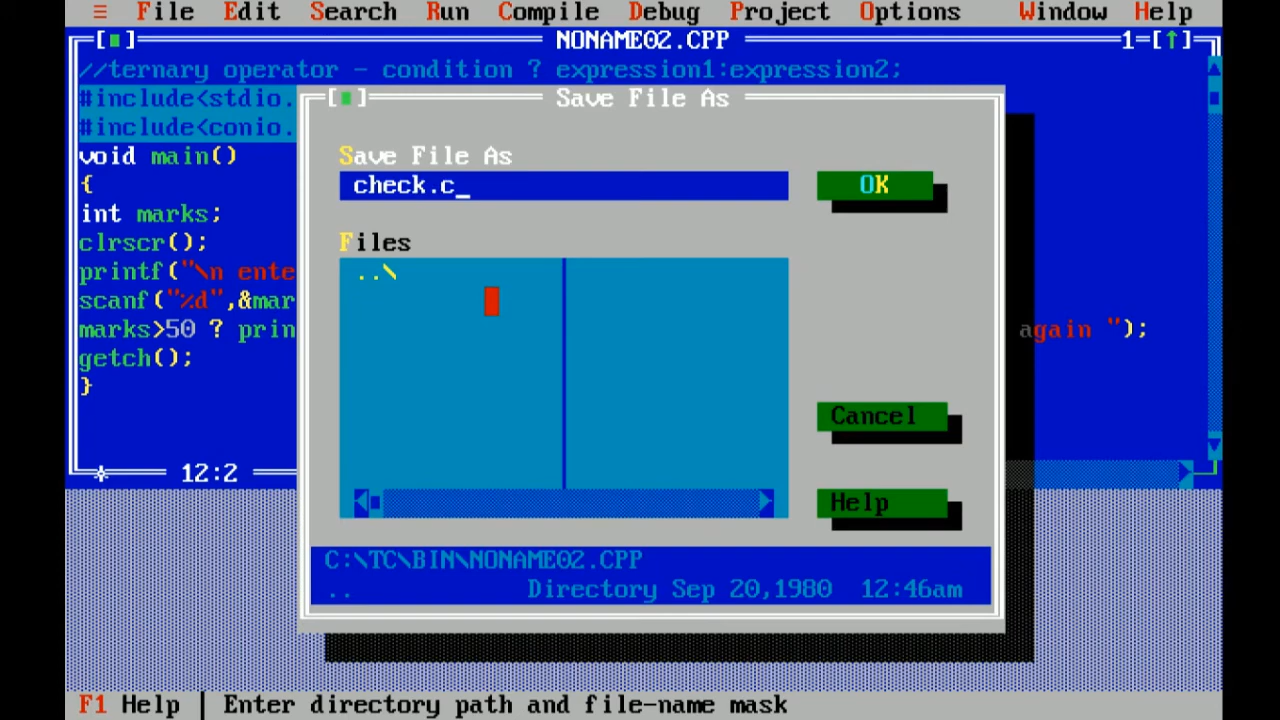 ≡ File Edit Search Run Compile Debug Project Options Window Help
[■] NONAME02.CPP 1=[↑]
//ternary operator - condition ? expression1:expression2;
#include<stdio.
#include<conio.
void main()
{
int marks;
clrscr();
printf("\n ente
scanf("%d",&mar
marks>50 ? prin again ");
getch();
}
12:2
[■] Save File As
Save File As
check.c_
OK
Files
..\
Cancel
Help
C:\TC\BIN\NONAME02.CPP
.. Directory Sep 20,1980 12:46am
F1 Help | Enter directory path and file-name mask